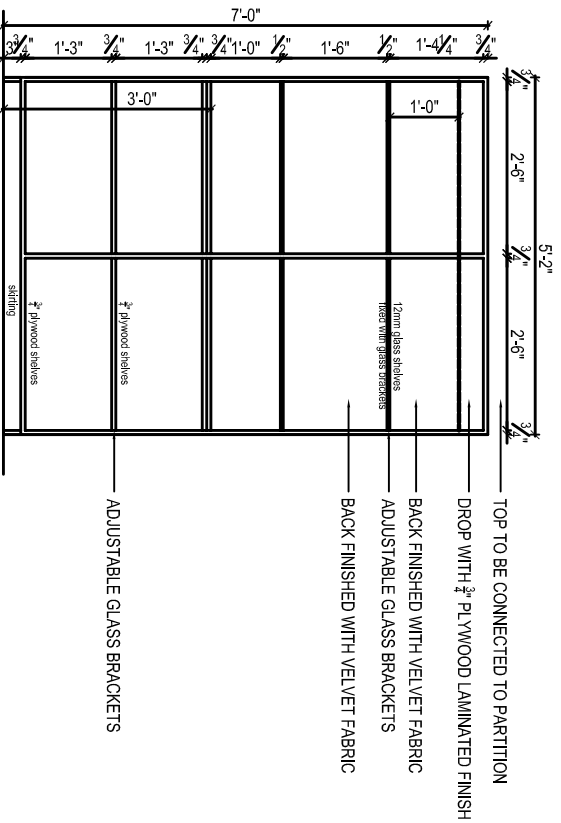 7'-0"
3"
3/4"
1'-3"
3/4"
1'-3"
3/4"
3/4"
1'-0"
1/2"
1'-6"
1/2"
1'-4 1/4"
3/4"
3'-0"
1'-0"
5'-2"
3/4"
2'-6"
3/4"
2'-6"
3/4"
TOP TO BE CONNECTED TO PARTITION
DROP WITH 3/4" PLYWOOD LAMINATED FINISH
BACK FINISHED WITH VELVET FABRIC
ADJUSTABLE GLASS BRACKETS
BACK FINISHED WITH VELVET FABRIC
ADJUSTABLE GLASS BRACKETS
12mm glass shelves
fixed with glass brackets
3/4" plywood shelves
3/4" plywood shelves
skirting